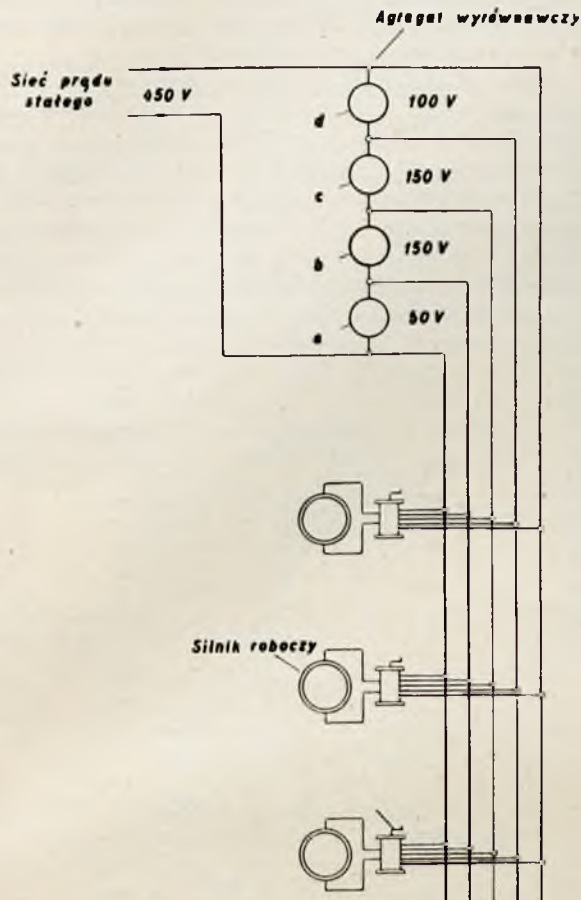 Agregat wyrównawczy
Sieć prądu
stałego
450 V
d
100 V
c
150 V
b
150 V
a
50 V
Silnik roboczy